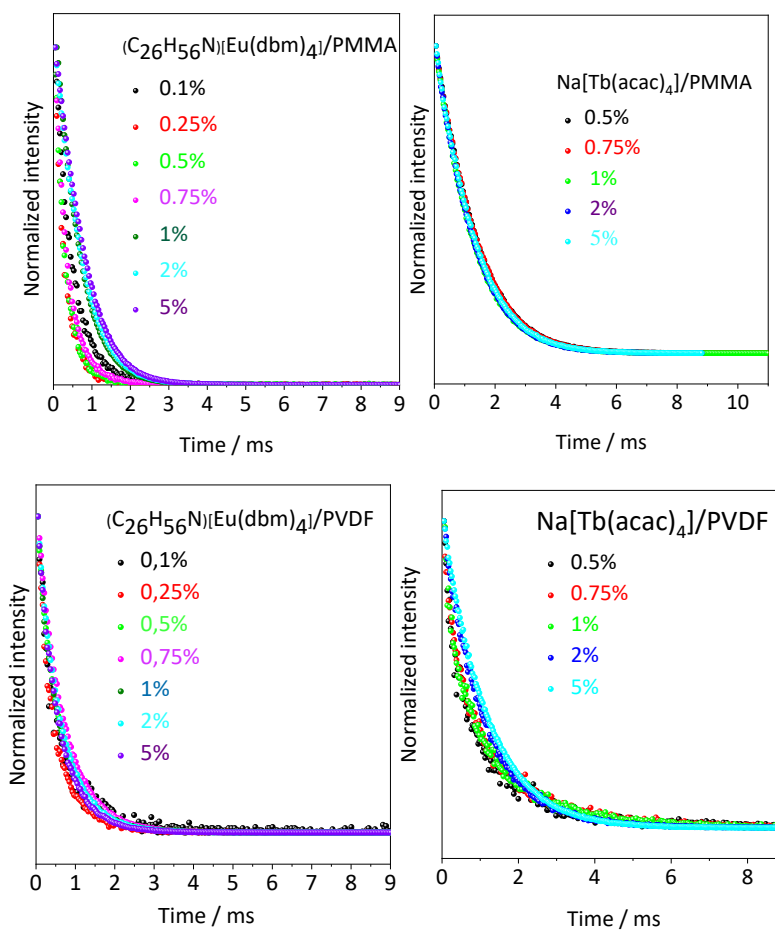 (C26H56N)[Eu(dbm)4]/PMMA
0.1%
0.25%
0.5%
0.75%
1%
2%
5%
Normalized intensity
0 1 2 3 4 5 6 7 8 9
Time / ms
Na[Tb(acac)4]/PMMA
0.5%
0.75%
1%
2%
5%
Normalized intensity
0 2 4 6 8 10
Time / ms
(C26H56N)[Eu(dbm)4]/PVDF
0,1%
0,25%
0,5%
0,75%
1%
2%
5%
Normalized intensity
0 1 2 3 4 5 6 7 8 9
Time / ms
Na[Tb(acac)4]/PVDF
0.5%
0.75%
1%
2%
5%
Normalized intensity
0 2 4 6 8
Time / ms